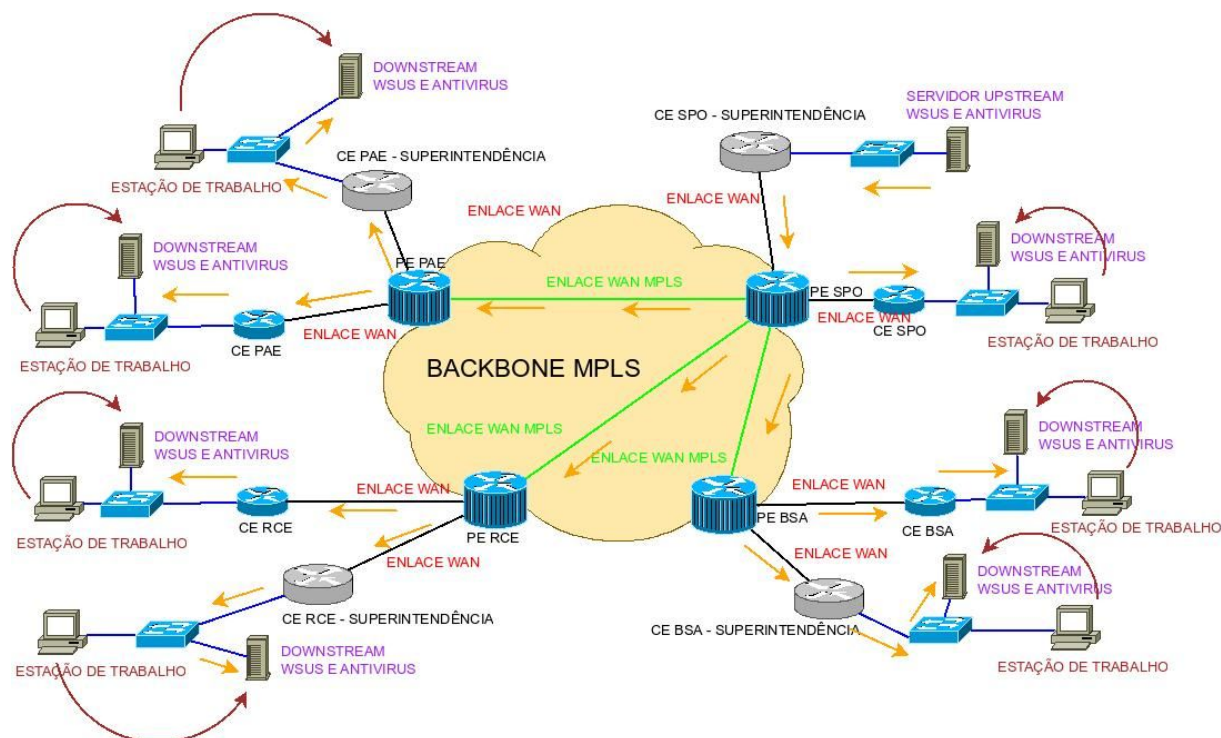 DOWNSTREAM
WSUS E ANTIVIRUS
SERVIDOR UPSTREAM
WSUS E ANTIVIRUS
CE SPO - SUPERINTENDÊNCIA
CE PAE - SUPERINTENDÊNCIA
ESTAÇÃO DE TRABALHO
ENLACE WAN
ENLACE WAN
DOWNSTREAM
WSUS E ANTIVIRUS
DOWNSTREAM
WSUS E ANTIVIRUS
PE PAE
ENLACE WAN MPLS
PE SPO
ENLACE WAN
ENLACE WAN
CE SPO
CE PAE
ESTAÇÃO DE TRABALHO
ESTAÇÃO DE TRABALHO
BACKBONE MPLS
DOWNSTREAM
WSUS E ANTIVIRUS
ENLACE WAN MPLS
DOWNSTREAM
WSUS E ANTIVIRUS
ENLACE WAN MPLS
ENLACE WAN
ENLACE WAN
CE RCE
PE RCE
PE BSA
CE BSA
ESTAÇÃO DE TRABALHO
ESTAÇÃO DE TRABALHO
ENLACE WAN
ENLACE WAN
DOWNSTREAM
WSUS E ANTIVIRUS
CE RCE - SUPERINTENDÊNCIA
CE BSA - SUPERINTENDÊNCIA
ESTAÇÃO DE TRABALHO
DOWNSTREAM
WSUS E ANTIVIRUS
ESTAÇÃO DE TRABALHO